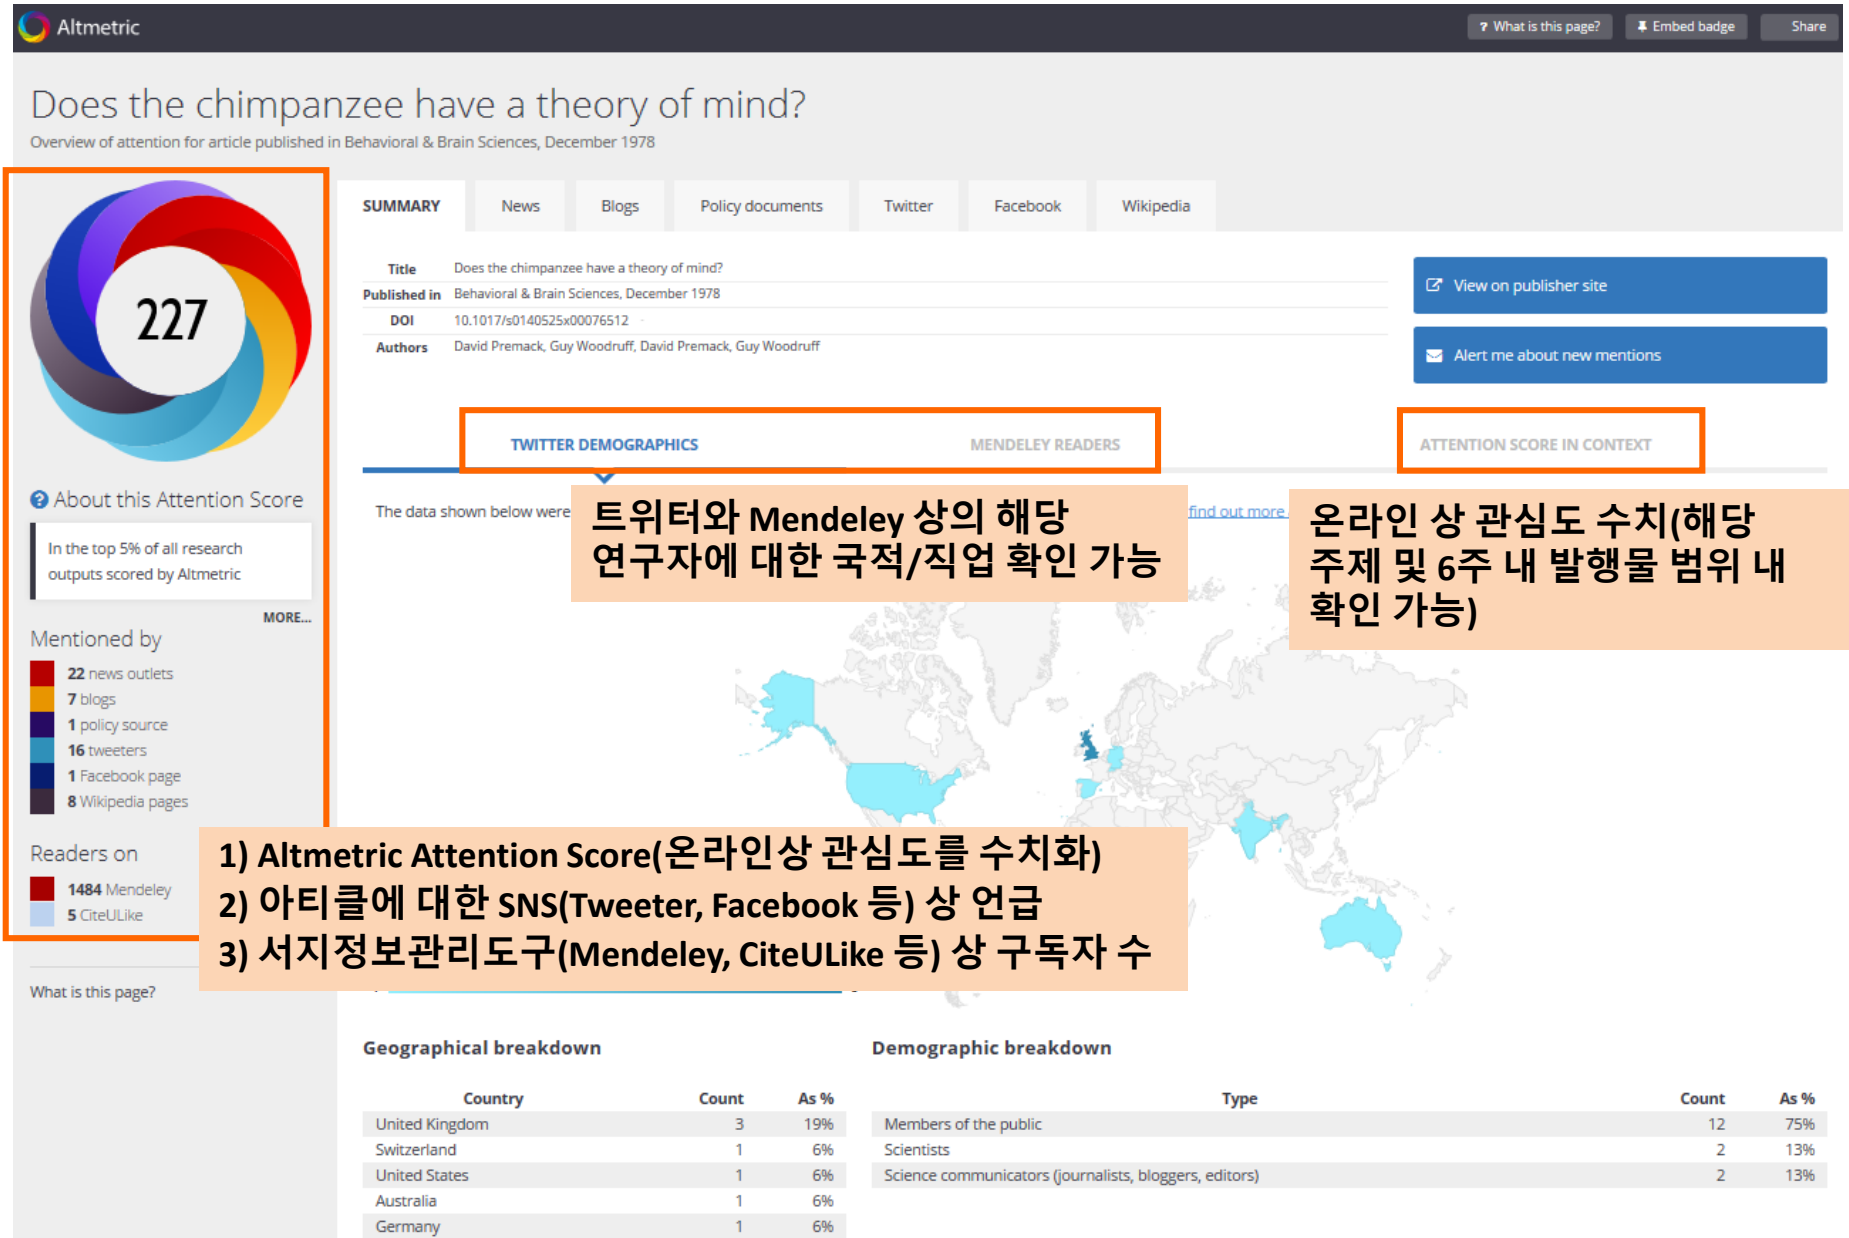 Altmetric
? What is this page?
Embed badge
Share
Does the chimpanzee have a theory of mind?
Overview of attention for article published in Behavioral & Brain Sciences, December 1978
227
About this Attention Score
In the top 5% of all research
outputs scored by Altmetric
MORE...
Mentioned by
22 news outlets
7 blogs
1 policy source
16 tweeters
1 Facebook page
8 Wikipedia pages
Readers on
1484 Mendeley
5 CiteULike
What is this page?
SUMMARY News Blogs Policy documents Twitter Facebook Wikipedia
Title Does the chimpanzee have a theory of mind?
Published in Behavioral & Brain Sciences, December 1978
DOI 10.1017/s0140525x00076512
Authors David Premack, Guy Woodruff, David Premack, Guy Woodruff
View on publisher site
Alert me about new mentions
TWITTER DEMOGRAPHICS MENDELEY READERS ATTENTION SCORE IN CONTEXT
The data shown below were
find out more
트위터와 Mendeley 상의 해당
연구자에 대한 국적/직업 확인 가능
온라인 상 관심도 수치(해당
주제 및 6주 내 발행물 범위 내
확인 가능)
1) Altmetric Attention Score(온라인상 관심도를 수치화)
2) 아티클에 대한 SNS(Tweeter, Facebook 등) 상 언급
3) 서지정보관리도구(Mendeley, CiteULike 등) 상 구독자 수
Geographical breakdown
Country Count As %
United Kingdom 3 19%
Switzerland 1 6%
United States 1 6%
Australia 1 6%
Germany 1 6%
Demographic breakdown
Type Count As %
Members of the public 12 75%
Scientists 2 13%
Science communicators (journalists, bloggers, editors) 2 13%